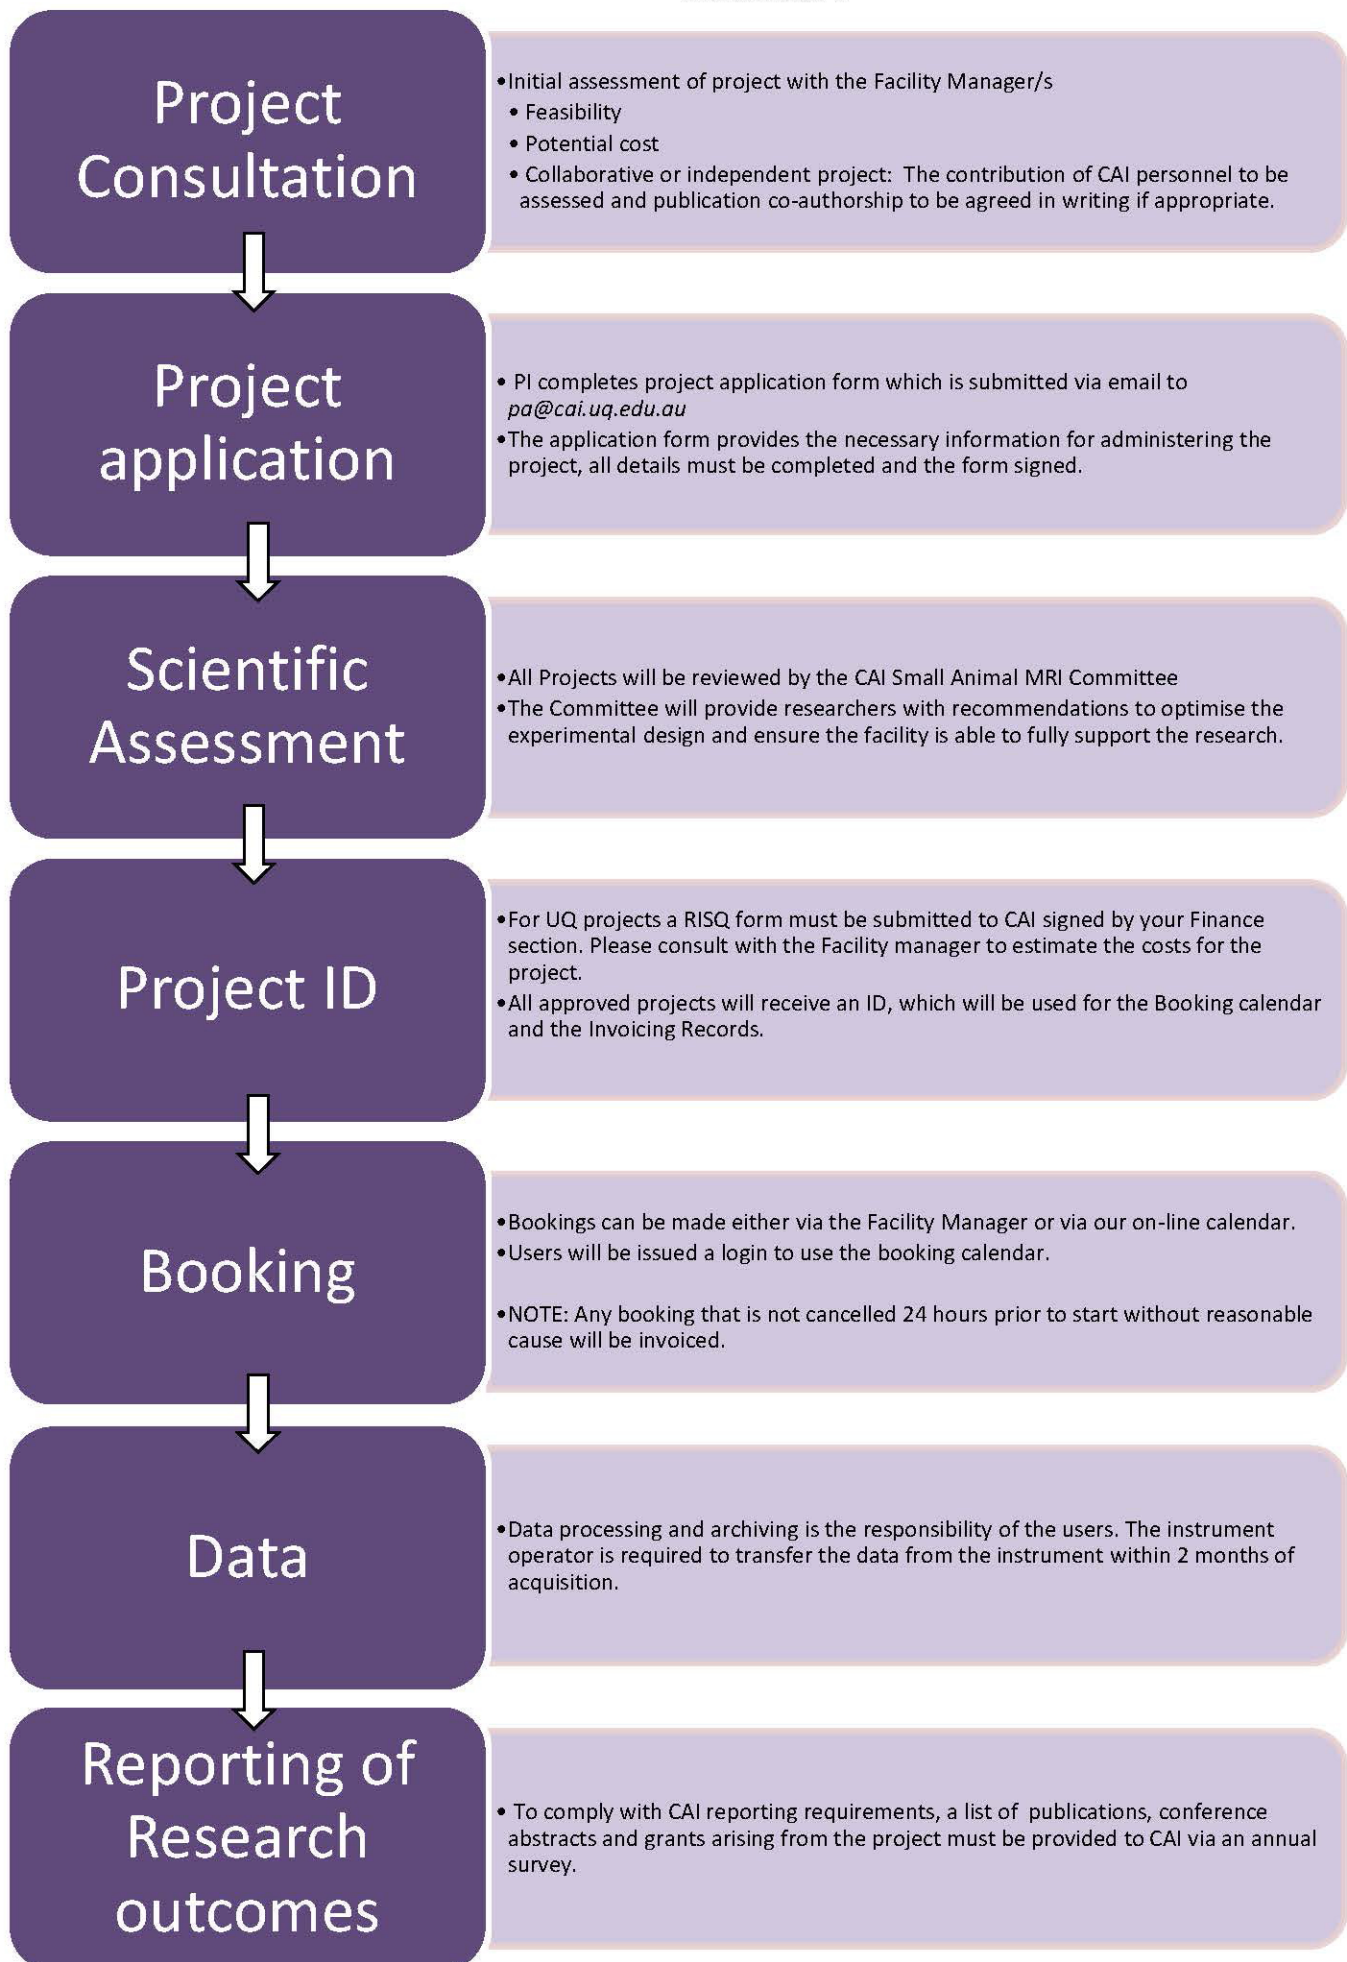 Project
Consultation
•Initial assessment of project with the Facility Manager/s
• Feasibility
• Potential cost
• Collaborative or independent project: The contribution of CAI personnel to be
assessed and publication co-authorship to be agreed in writing if appropriate.
Project
application
• PI completes project application form which is submitted via email to
pa@cai.uq.edu.au
•The application form provides the necessary information for administering the
project, all details must be completed and the form signed.
Scientific
Assessment
•All Projects will be reviewed by the CAI Small Animal MRI Committee
•The Committee will provide researchers with recommendations to optimise the
experimental design and ensure the facility is able to fully support the research.
Project ID
•For UQ projects a RISQ form must be submitted to CAI signed by your Finance
section. Please consult with the Facility manager to estimate the costs for the
project.
•All approved projects will receive an ID, which will be used for the Booking calendar
and the Invoicing Records.
Booking
•Bookings can be made either via the Facility Manager or via our on-line calendar.
•Users will be issued a login to use the booking calendar.
•NOTE: Any booking that is not cancelled 24 hours prior to start without reasonable
cause will be invoiced.
Data
•Data processing and archiving is the responsibility of the users. The instrument
operator is required to transfer the data from the instrument within 2 months of
acquisition.
Reporting of
Research
outcomes
• To comply with CAI reporting requirements, a list of publications, conference
abstracts and grants arising from the project must be provided to CAI via an annual
survey.